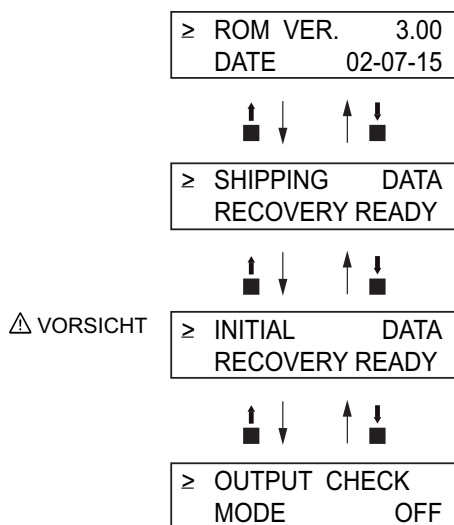 ≥ ROM VER. 3.00
DATE 02-07-15
≥ SHIPPING DATA
RECOVERY READY
⚠ VORSICHT
≥ INITIAL DATA
RECOVERY READY
≥ OUTPUT CHECK
MODE OFF